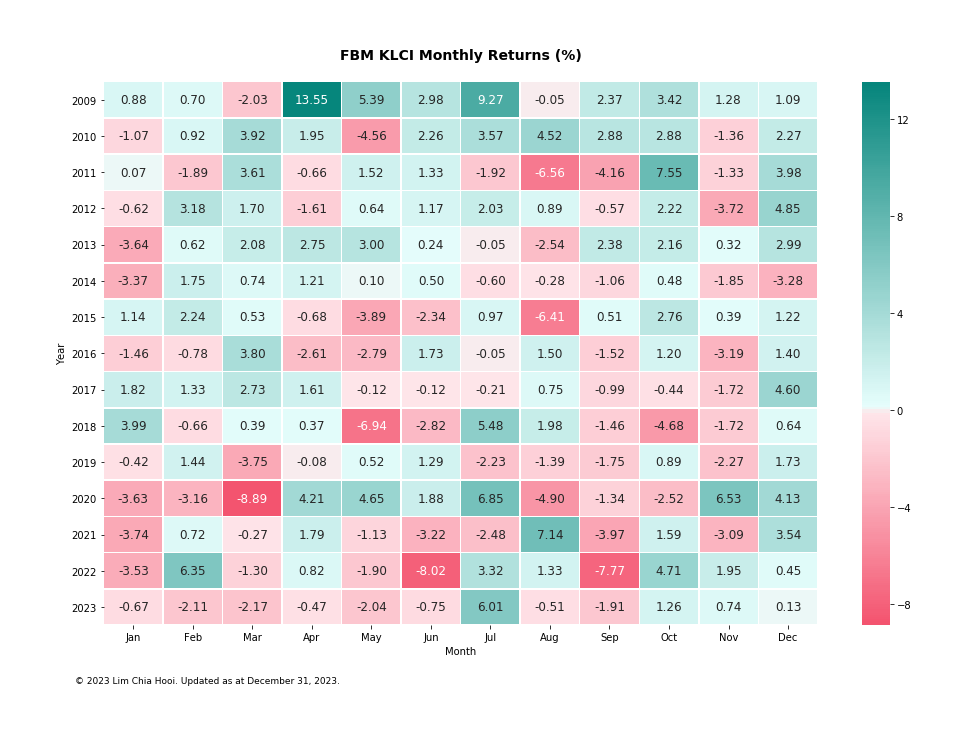 FBM KLCI Monthly Returns (%)
2009 0.88 0.70 -2.03 13.55 5.39 2.98 9.27 -0.05 2.37 3.42 1.28 1.09
2010 -1.07 0.92 3.92 1.95 -4.56 2.26 3.57 4.52 2.88 2.88 -1.36 2.27
2011 0.07 -1.89 3.61 -0.66 1.52 1.33 -1.92 -6.56 -4.16 7.55 -1.33 3.98
2012 -0.62 3.18 1.70 -1.61 0.64 1.17 2.03 0.89 -0.57 2.22 -3.72 4.85
2013 -3.64 0.62 2.08 2.75 3.00 0.24 -0.05 -2.54 2.38 2.16 0.32 2.99
2014 -3.37 1.75 0.74 1.21 0.10 0.50 -0.60 -0.28 -1.06 0.48 -1.85 -3.28
2015 1.14 2.24 0.53 -0.68 -3.89 -2.34 0.97 -6.41 0.51 2.76 0.39 1.22
2016 -1.46 -0.78 3.80 -2.61 -2.79 1.73 -0.05 1.50 -1.52 1.20 -3.19 1.40
2017 1.82 1.33 2.73 1.61 -0.12 -0.12 -0.21 0.75 -0.99 -0.44 -1.72 4.60
2018 3.99 -0.66 0.39 0.37 -6.94 -2.82 5.48 1.98 -1.46 -4.68 -1.72 0.64
2019 -0.42 1.44 -3.75 -0.08 0.52 1.29 -2.23 -1.39 -1.75 0.89 -2.27 1.73
2020 -3.63 -3.16 -8.89 4.21 4.65 1.88 6.85 -4.90 -1.34 -2.52 6.53 4.13
2021 -3.74 0.72 -0.27 1.79 -1.13 -3.22 -2.48 7.14 -3.97 1.59 -3.09 3.54
2022 -3.53 6.35 -1.30 0.82 -1.90 -8.02 3.32 1.33 -7.77 4.71 1.95 0.45
2023 -0.67 -2.11 -2.17 -0.47 -2.04 -0.75 6.01 -0.51 -1.91 1.26 0.74 0.13
Jan Feb Mar Apr May Jun Jul Aug Sep Oct Nov Dec
Month
Year
12
8
4
0
−4
−8
© 2023 Lim Chia Hooi. Updated as at December 31, 2023.